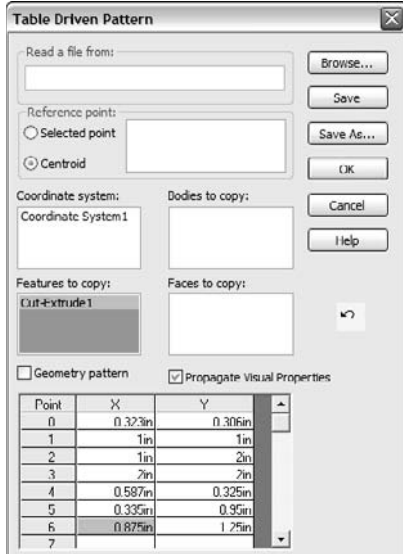 Table Driven Pattern
Read a file from:
Browse...
Save
Reference point:
Selected point
Save As...
Centroid
OK
Coordinate system:
Bodies to copy:
Cancel
Coordinate System1
Help
Features to copy:
Faces to copy:
Cut-Extrude1
Geometry pattern
Propagate Visual Properties
Point X Y
0 0.323in 0.306in
1 1in 1in
2 1in 2in
3 2in 2in
4 0.587in 0.325in
5 0.335in 0.95in
6 0.875in 1.25in
7